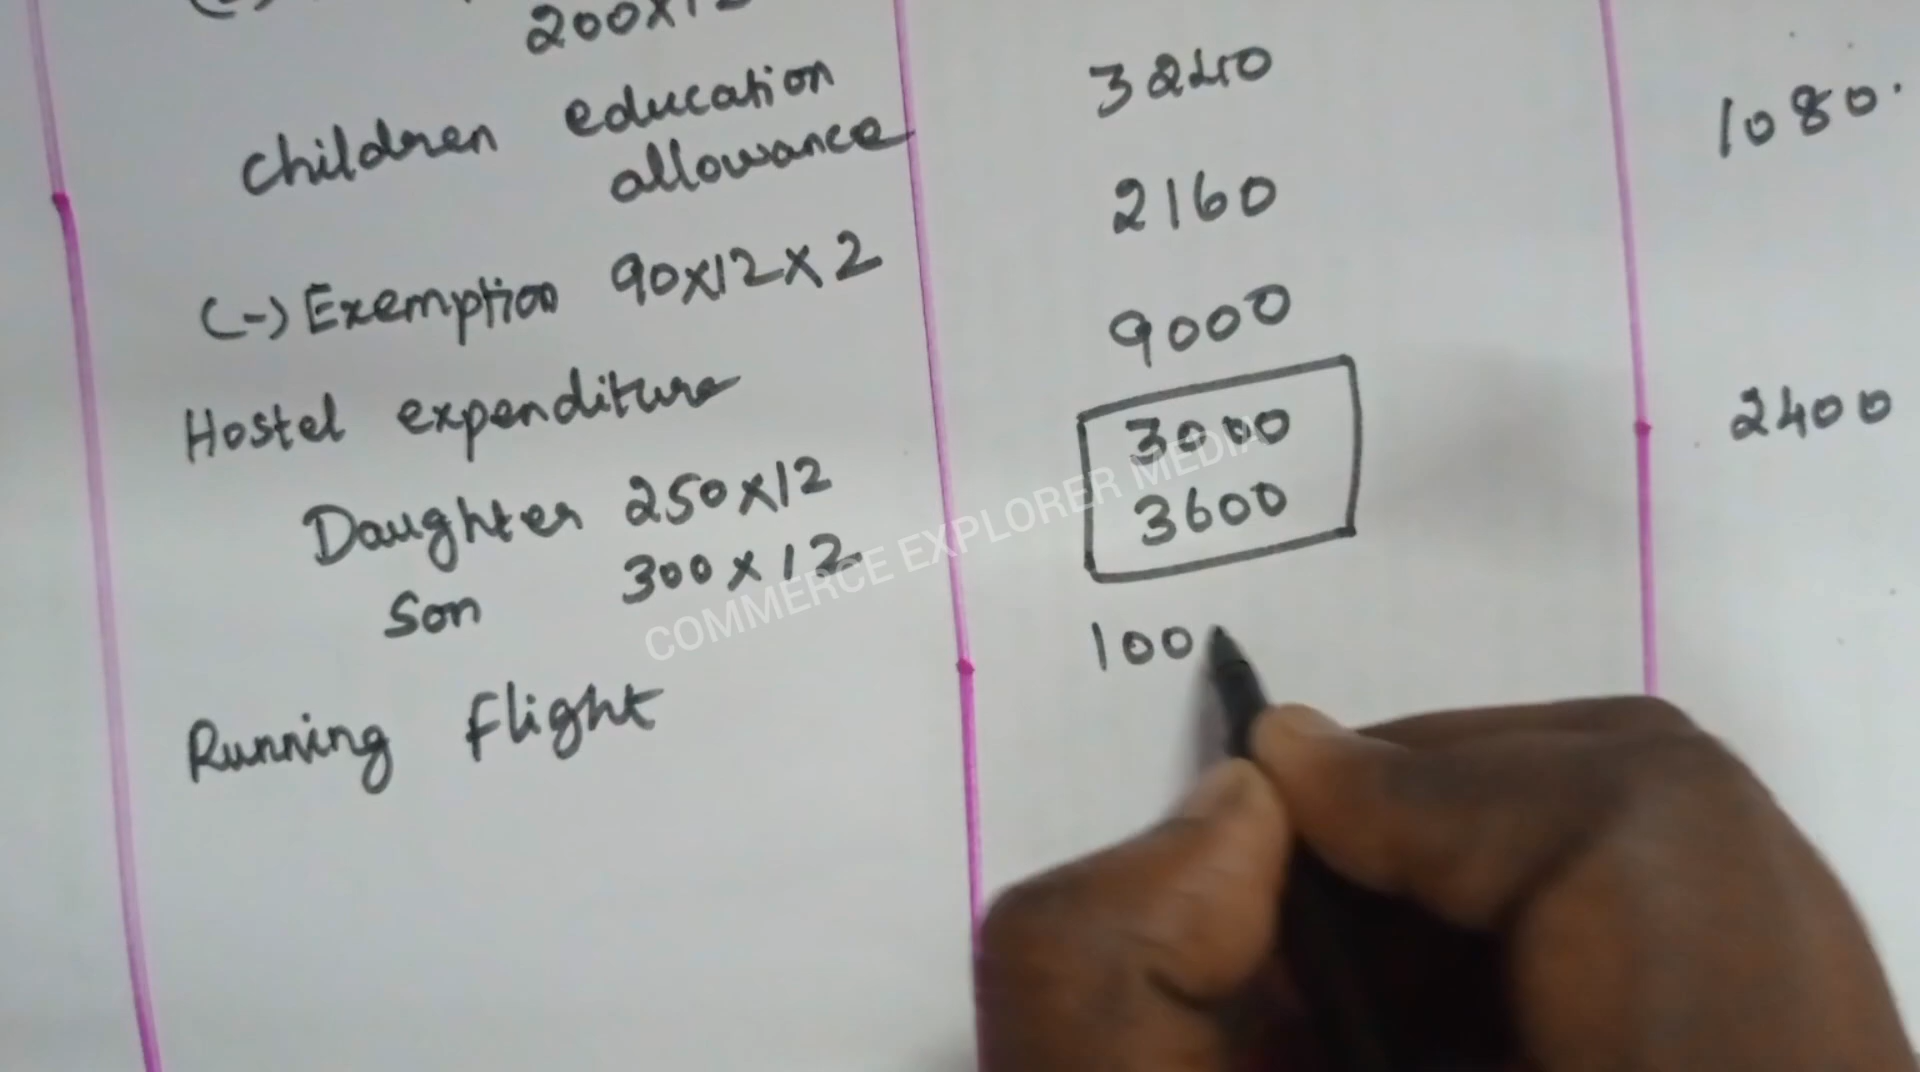 200x12
Children education 3240
allowance 1080.
(-) Exemption 90x12x2 2160
Hostel expenditure 9000
Daughter 250x12 3000 2400
Son 300x12 3600
Running flight 100
COMMERCE EXPLORER MEDIA